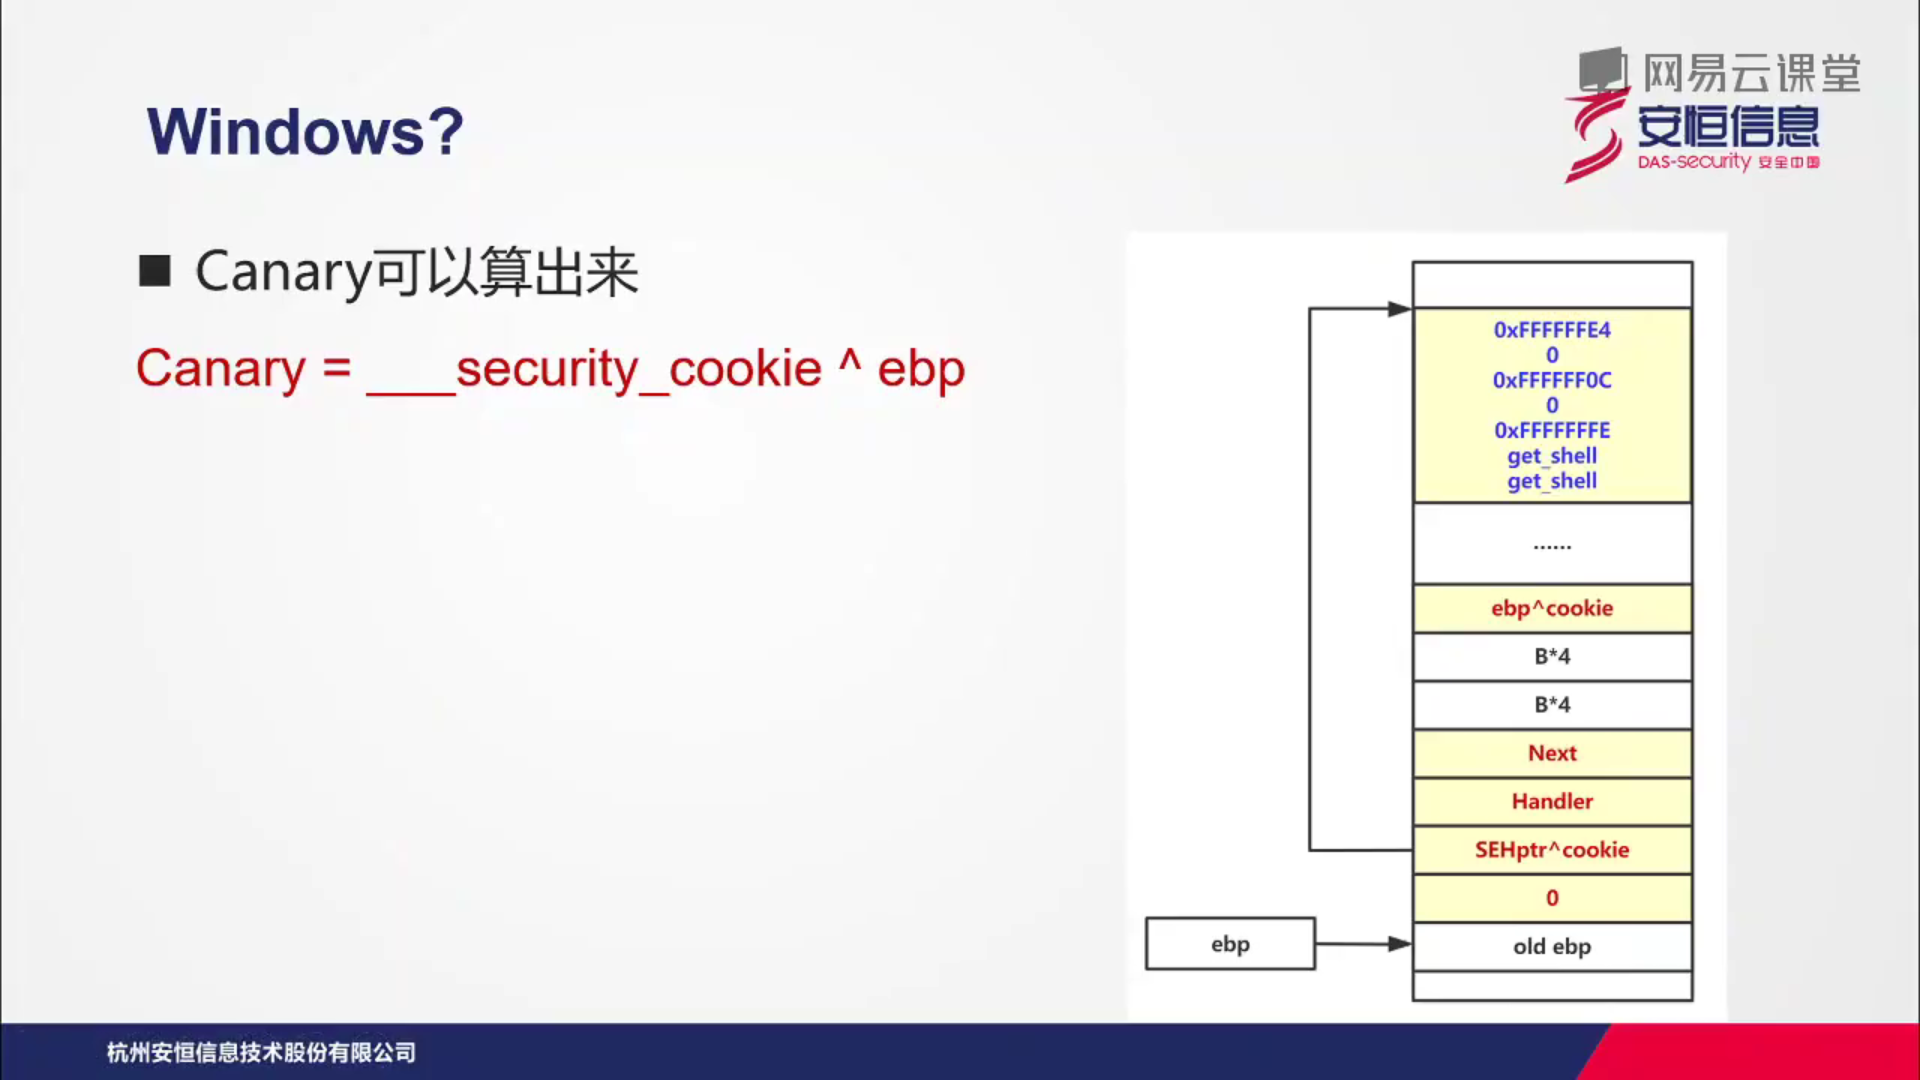 网易云课堂
安恒信息
DAS-security 安全中国
Windows?
■ Canary可以算出来
Canary = ___security_cookie ^ ebp
0xFFFFFFE4
0
0xFFFFFF0C
0
0xFFFFFFFE
get_shell
get_shell
......
ebp^cookie
B*4
B*4
Next
Handler
SEHptr^cookie
0
ebp
old ebp
杭州安恒信息技术股份有限公司